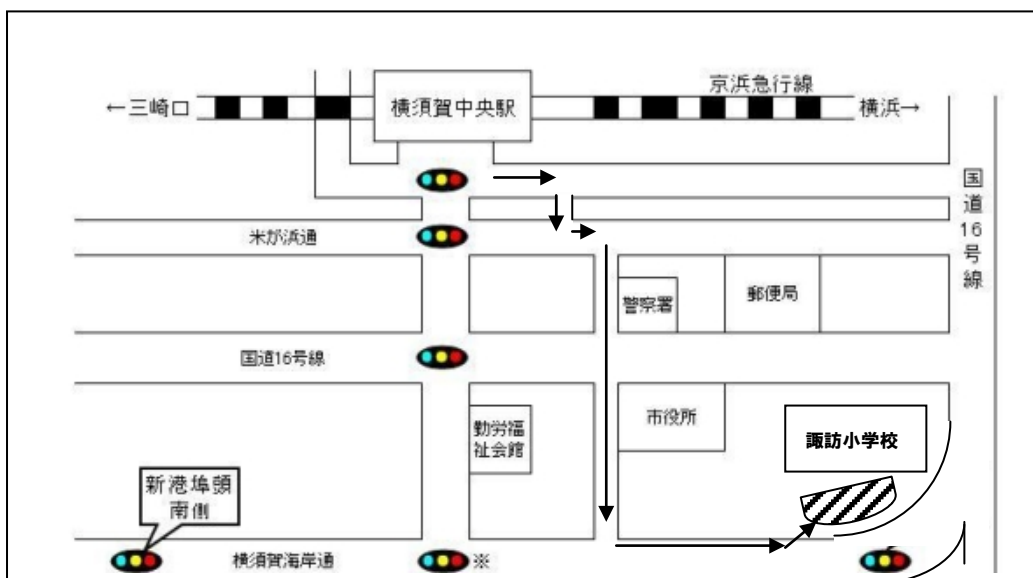 京浜急行線
←三崎口
横須賀中央駅
横浜→
国道16号線
米が浜通
警察署
郵便局
国道16号線
市役所
勤労福
祉会館
諏訪小学校
新港埠頭
南側
横須賀海岸通
※